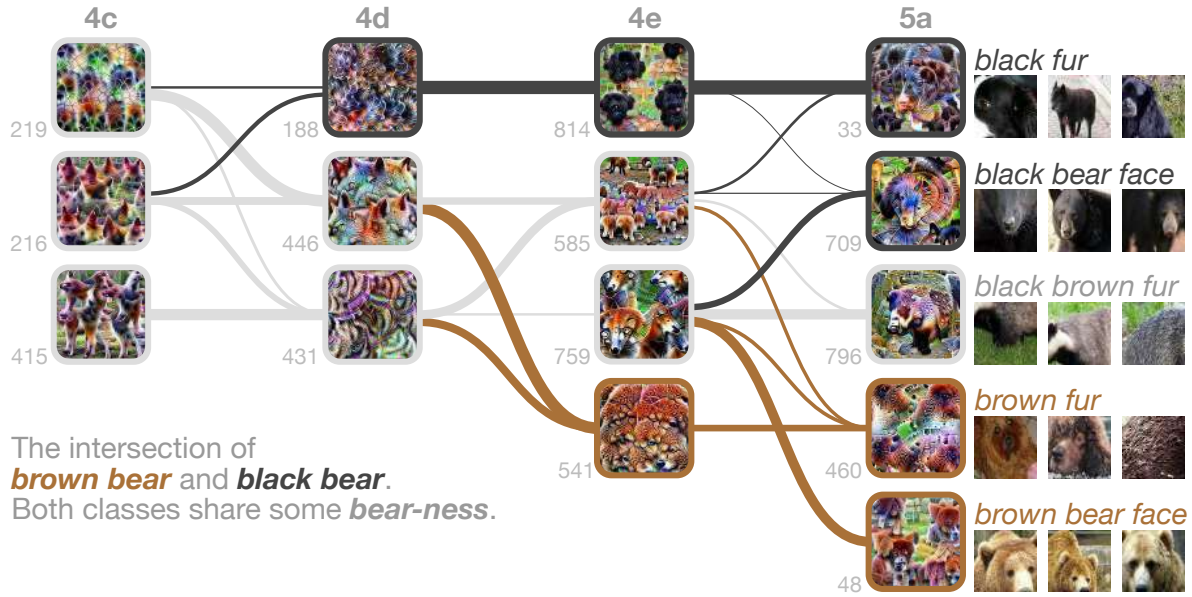 4c
4d
4e
5a
219
188
814
33
black fur
216
446
585
709
black bear face
415
431
759
796
black brown fur
541
460
brown fur
48
brown bear face
The intersection of
brown bear and black bear.
Both classes share some bear-ness.